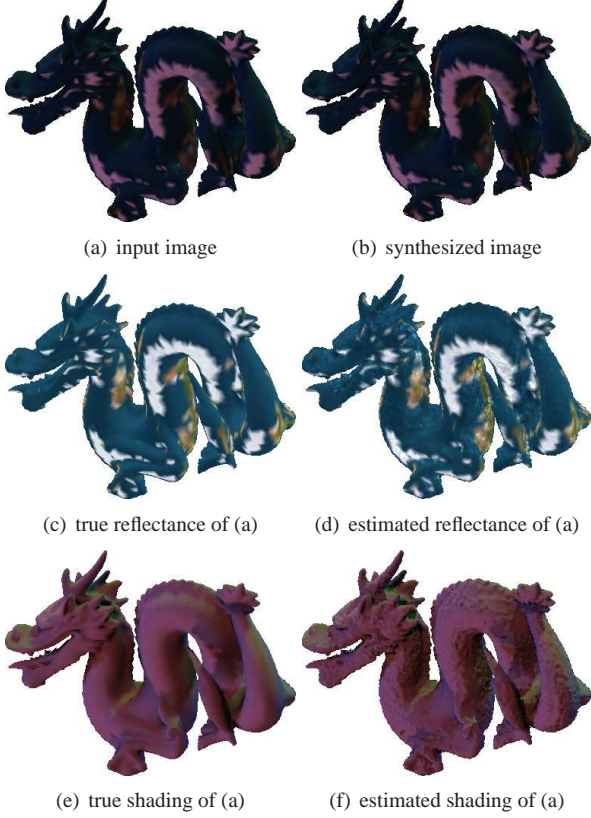 (a) input image
(b) synthesized image
(c) true reflectance of (a)
(d) estimated reflectance of (a)
(e) true shading of (a)
(f) estimated shading of (a)